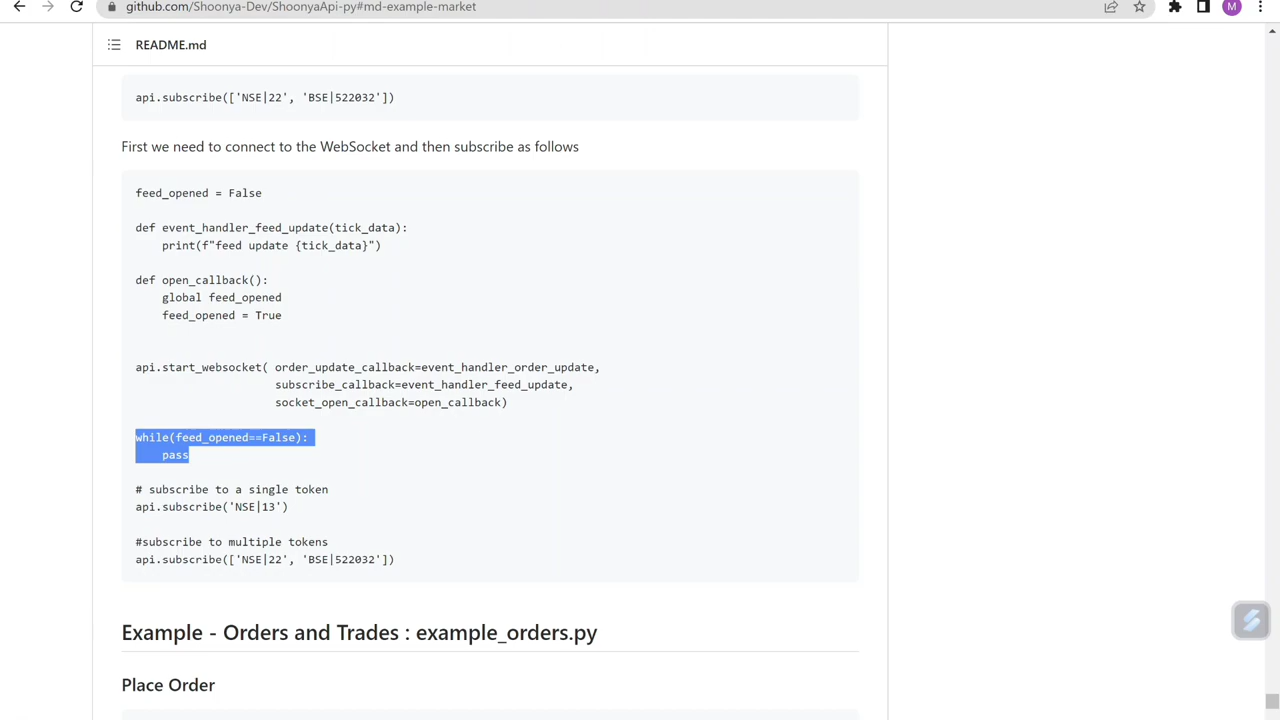 github.com/Shoonya-Dev/ShoonyaApi-py#md-example-market
M
README.md
api.subscribe(['NSE|22', 'BSE|522032'])
First we need to connect to the WebSocket and then subscribe as follows
feed_opened = False
def event_handler_feed_update(tick_data):
    print(f"feed update {tick_data}")
def open_callback():
    global feed_opened
    feed_opened = True
api.start_websocket( order_update_callback=event_handler_order_update,
                     subscribe_callback=event_handler_feed_update,
                     socket_open_callback=open_callback)
while(feed_opened==False):
    pass
# subscribe to a single token
api.subscribe('NSE|13')
#subscribe to multiple tokens
api.subscribe(['NSE|22', 'BSE|522032'])
Example - Orders and Trades : example_orders.py
Place Order